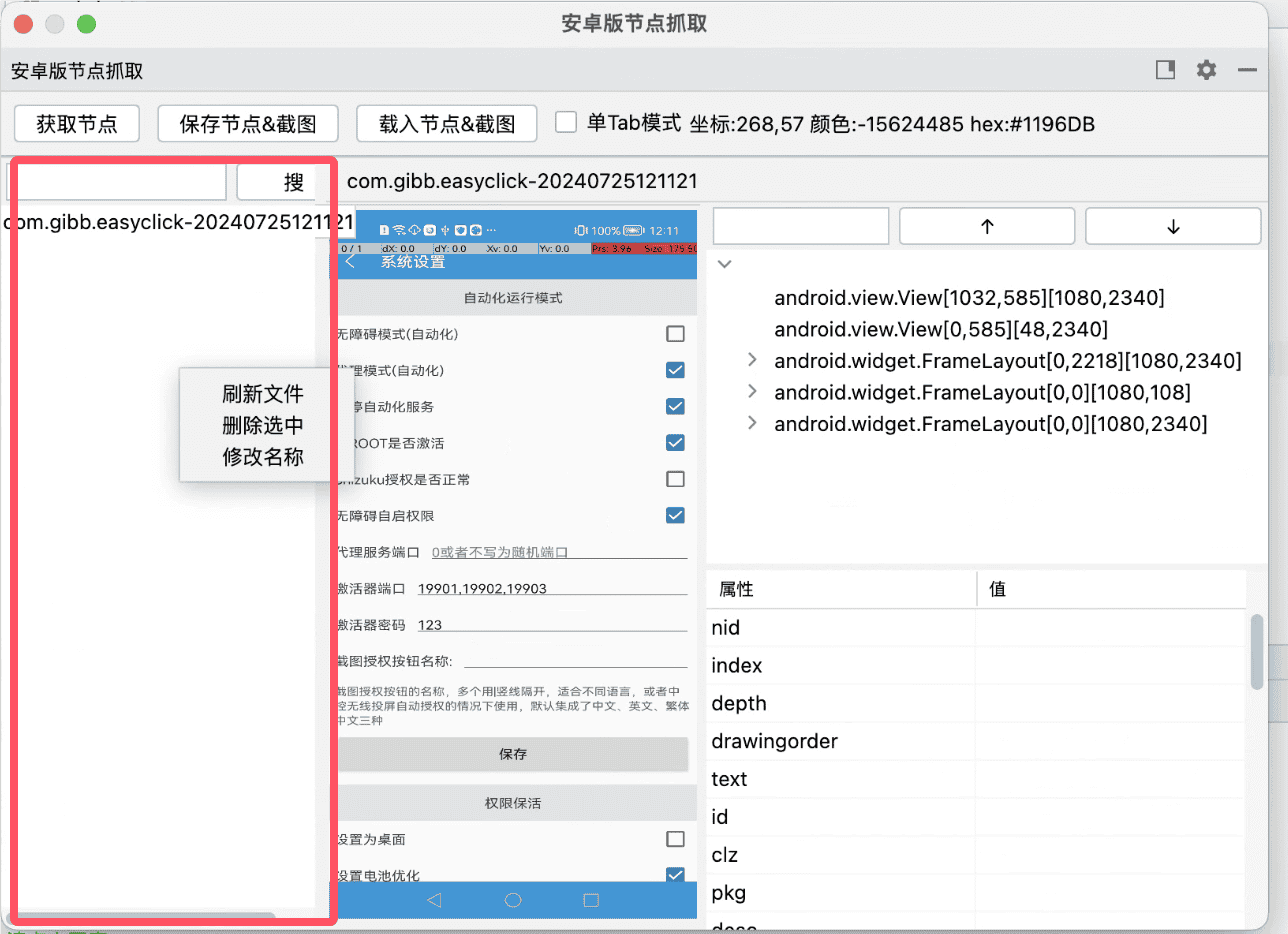 安卓版节点抓取
安卓版节点抓取
获取节点 保存节点&截图 载入节点&截图 单Tab模式 坐标:268,57 颜色:-15624485 hex:#1196DB
搜
com.gibb.easyclick-20240725121121
刷新文件
删除选中
修改名称
com.gibb.easyclick-20240725121121
100% 12:11
0 / 1 dX: 0.0 dY: 0.0 Xv: 0.0 Yv: 0.0 Prs: 3.96 Size: 175.50
系统设置
自动化运行模式
无障碍模式(自动化)
代理模式(自动化)
停自动化服务
ROOT是否激活
Shizuku授权是否正常
无障碍自启权限
代理服务端口 0或者不写为随机端口
激活器端口 19901,19902,19903
激活器密码 123
截图授权按钮名称:
截图授权按钮的名称，多个用|竖线隔开，适合不同语言，或者中
控无线投屏自动授权的情况下使用，默认集成了中文、英文、繁体
中文三种
保存
权限保活
设置为桌面
设置电池优化
↑ ↓
android.view.View[1032,585][1080,2340]
android.view.View[0,585][48,2340]
android.widget.FrameLayout[0,2218][1080,2340]
android.widget.FrameLayout[0,0][1080,108]
android.widget.FrameLayout[0,0][1080,2340]
属性 值
nid
index
depth
drawingorder
text
id
clz
pkg
desc